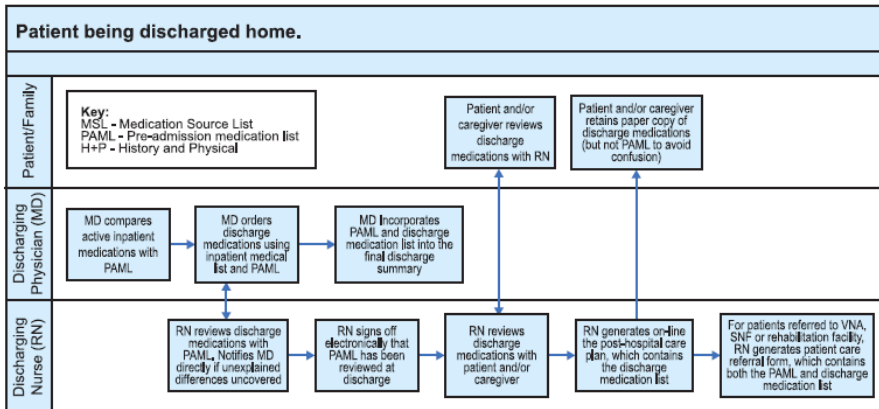 Patient being discharged home.
Patient/Family
Key:
MSL - Medication Source List
PAML - Pre-admission medication list
H+P - History and Physical
Patient and/or
caregiver reviews
discharge
medications with RN
Patient and/or caregiver
retains paper copy of
discharge medications
(but not PAML to avoid
confusion)
Discharging
Physician (MD)
MD compares
active inpatient
medications with
PAML
MD orders
discharge
medications using
inpatient medical
list and PAML
MD Incorporates
PAML and discharge
medication list into the
final discharge
summary
Discharging
Nurse (RN)
RN reviews discharge
medications with
PAML. Notifies MD
directly if unexplained
differences uncovered
RN signs off
electronically that
PAML has been
reviewed at
discharge
RN reviews
discharge
medications with
patient and/or
caregiver
RN generates on-line
the post-hospital care
plan, which contains
the discharge
medication list
For patients referred to VNA,
SNF or rehabilitation facility,
RN generates patient care
referral form, which contains
both the PAML and discharge
medication list